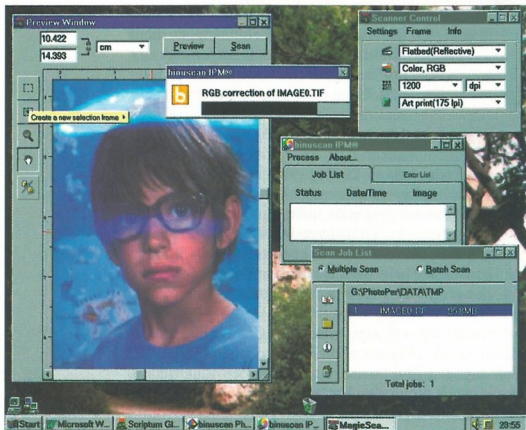 Preview Window
10.422
14.393
cm
Preview
Scan
Create a new selection frame
binuscan IPM®
RGB correction of IMAGE0.TIF
Scanner Control
Settings Frame Info
Flatbed(Reflective)
Color, RGB
1200 dpi
Art print(175 lpi)
binuscan IPM®
Process About...
Job List
Error List
Status Date/Time Image
Scan Job List
Multiple Scan Batch Scan
G:\PhotoPer\DATA\TMP
1
Total jobs: 1
Start
Microsoft W...
Scriptum Gl...
binuscan Ph...
binuscan IP...
MagicSca...
23:55